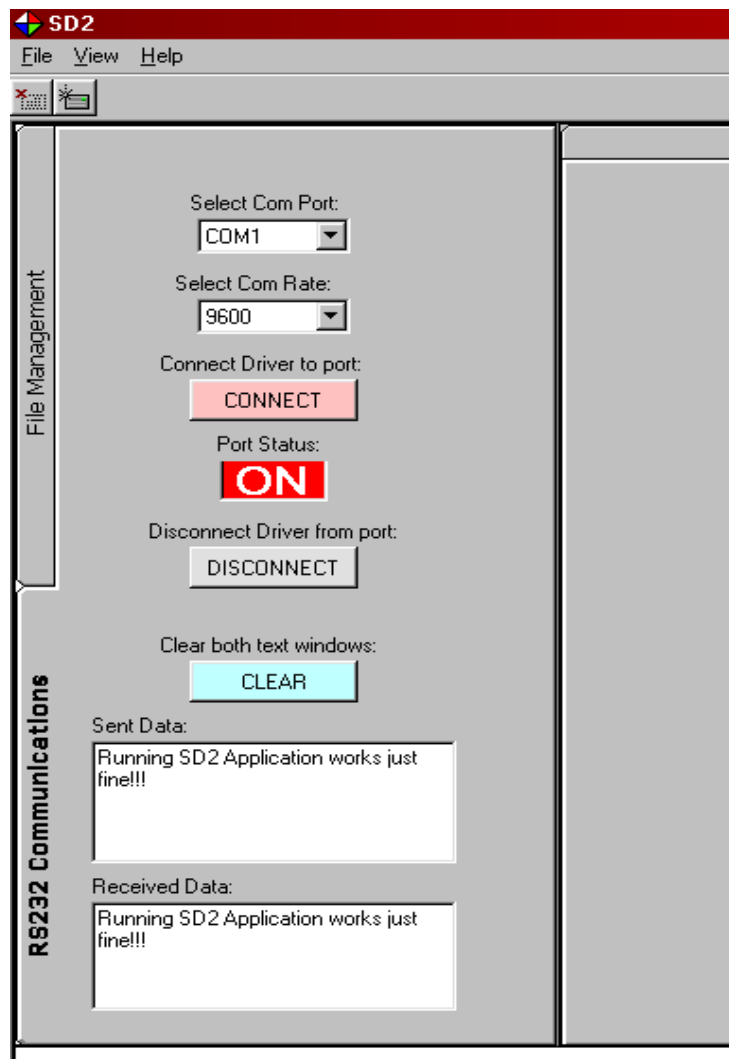 SD2
File View Help
File Management
RS232 Communications
Select Com Port:
COM1
Select Com Rate:
9600
Connect Driver to port:
CONNECT
Port Status:
ON
Disconnect Driver from port:
DISCONNECT
Clear both text windows:
CLEAR
Sent Data:
Running SD2 Application works just
fine!!!
Received Data:
Running SD2 Application works just
fine!!!